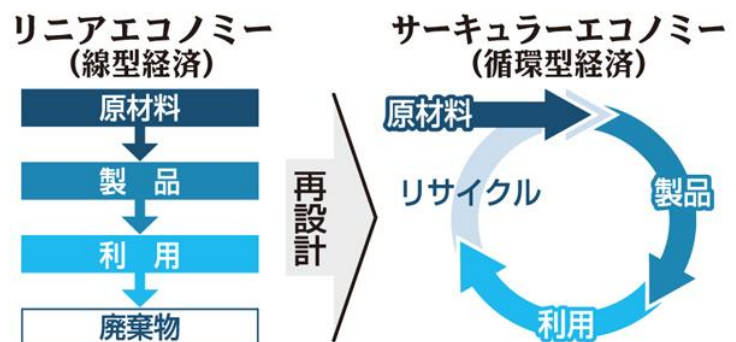 リニアエコノミー
(線型経済)
原材料
製 品
利 用
廃棄物
再設計
サーキュラーエコノミー
(循環型経済)
原材料
製品
利用
リサイクル